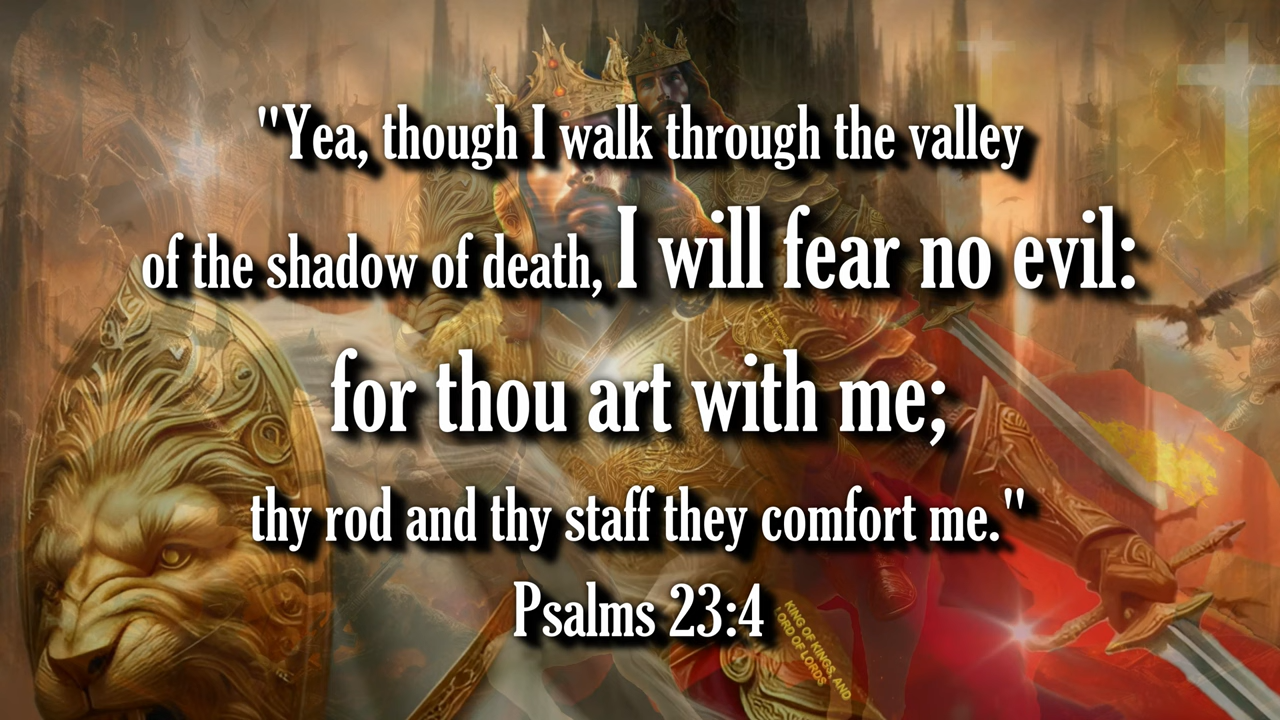 "Yea, though I walk through the valley
of the shadow of death, I will fear no evil:
for thou art with me;
thy rod and thy staff they comfort me."
Psalms 23:4
KING OF KINGS, AND
LORD OF LORDS